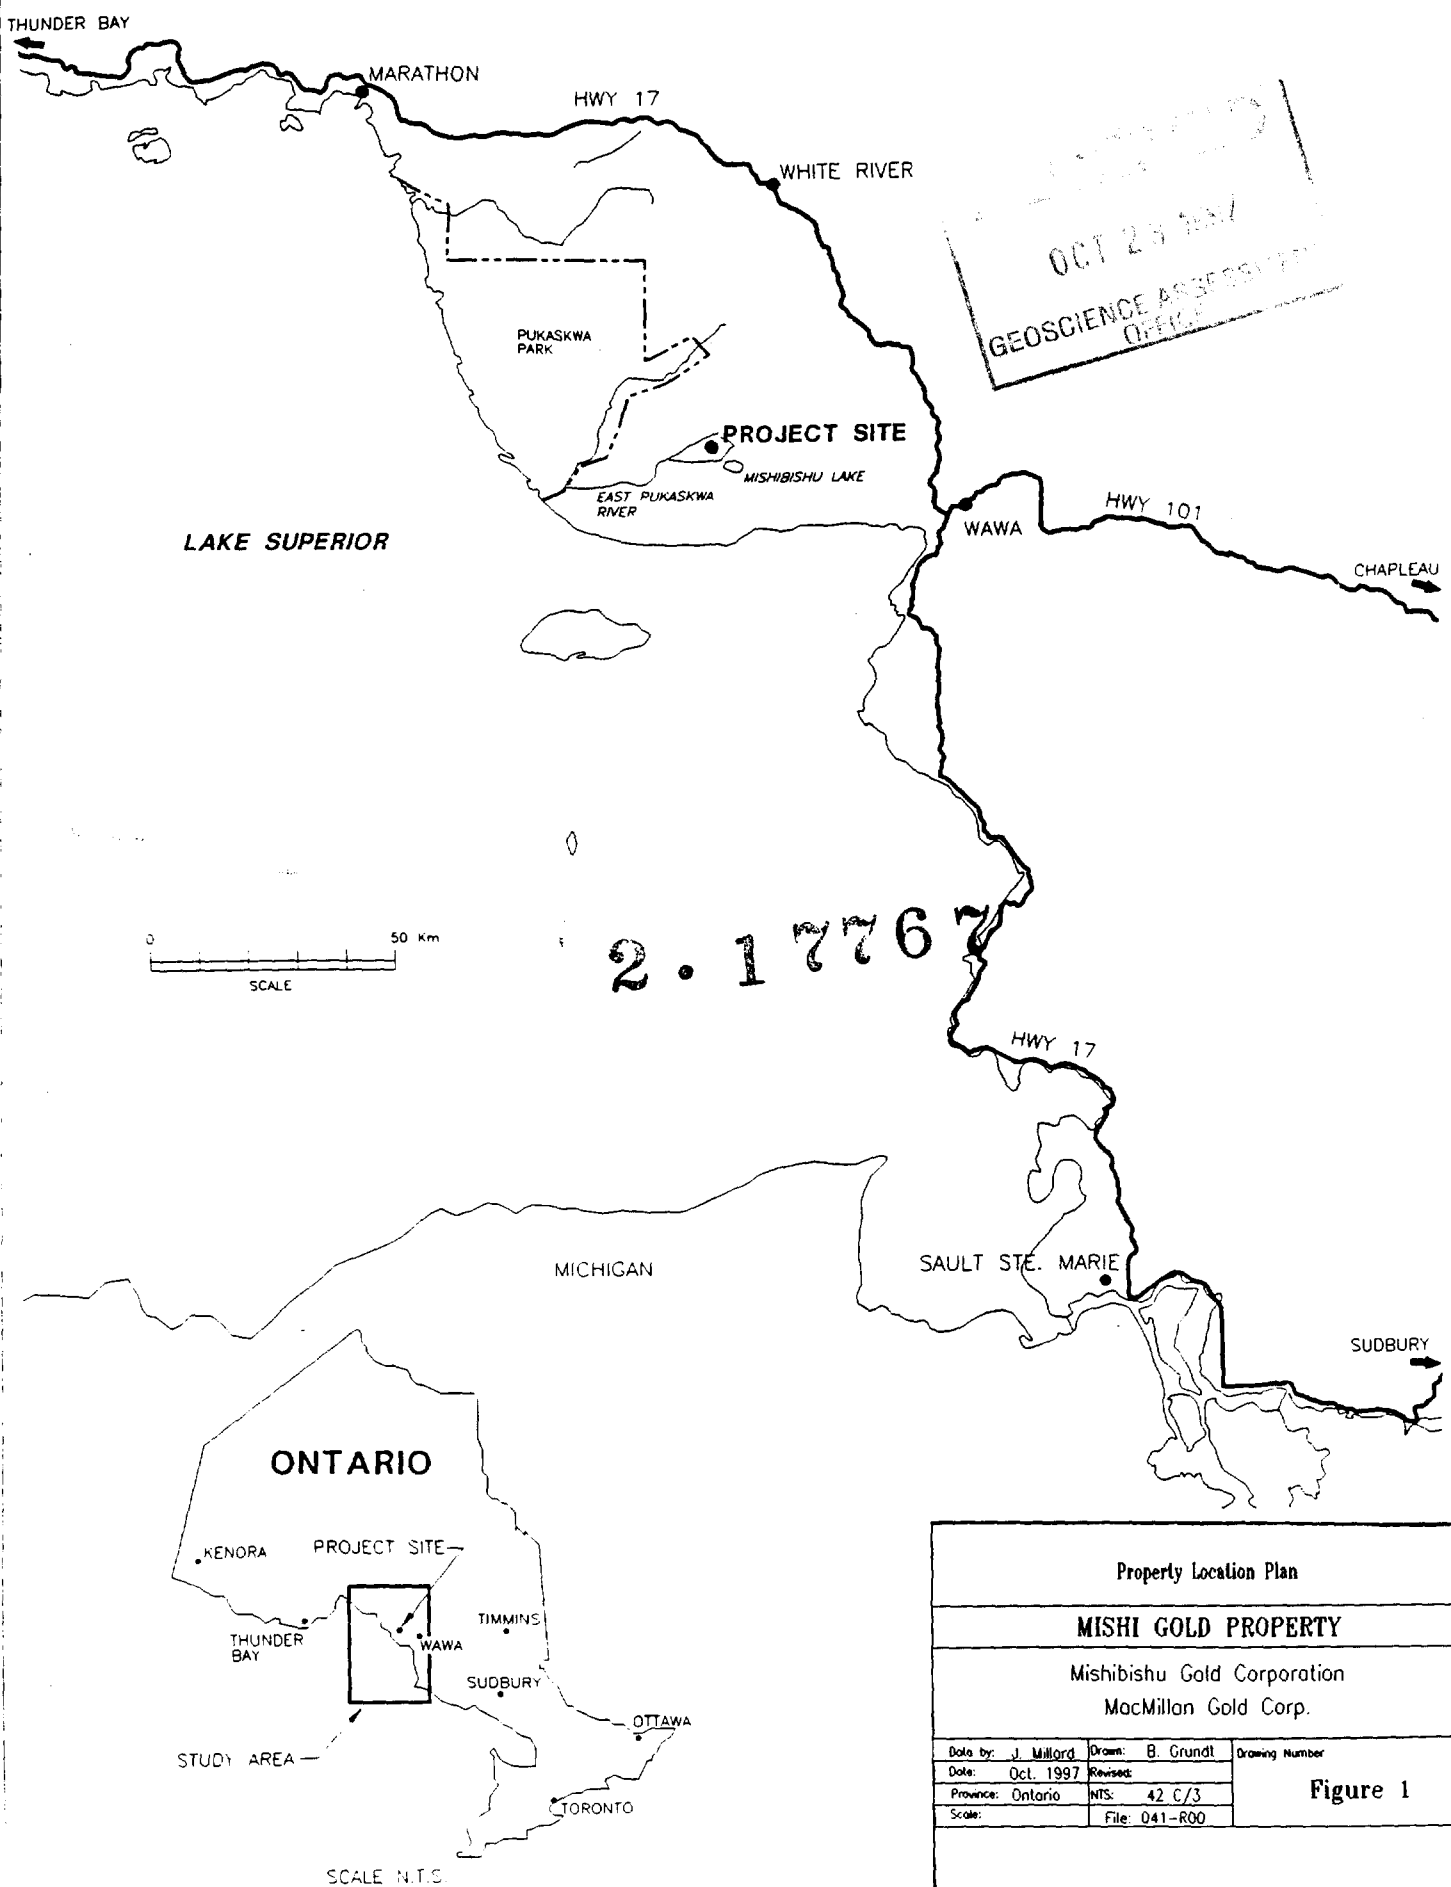 THUNDER BAY
MARATHON
HWY 17
WHITE RIVER
OCT 28 1997
GEOSCIENCE ASSESSMENT
OFFICE
PUKASKWA
PARK
PROJECT SITE
MISHIBISHU LAKE
EAST PUKASKWA
RIVER
WAWA
HWY 101
CHAPLEAU
LAKE SUPERIOR
0 50 Km
SCALE
2.17767
HWY 17
MICHIGAN
SAULT STE. MARIE
SUDBURY
ONTARIO
KENORA
PROJECT SITE
THUNDER
BAY
WAWA
TIMMINS
SUDBURY
OTTAWA
STUDY AREA
TORONTO
SCALE N.T.S.
Property Location Plan
MISHI GOLD PROPERTY
Mishibishu Gold Corporation
MacMillan Gold Corp.
Data by: J. Millard Drawn: B. Grundt Drawing Number
Date: Oct. 1997 Revised:
Province: Ontario NTS: 42 C/3 Figure 1
Scale: File: 041-R00